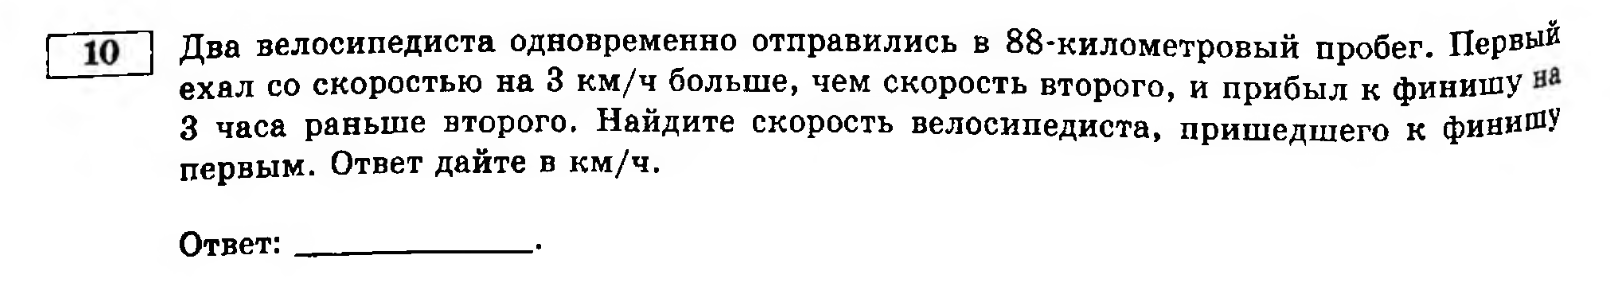 10 Два велосипедиста одновременно отправились в 88-километровый пробег. Первый
ехал со скоростью на 3 км/ч больше, чем скорость второго, и прибыл к финишу на
3 часа раньше второго. Найдите скорость велосипедиста, пришедшего к финишу
первым. Ответ дайте в км/ч.
Ответ: ______________.